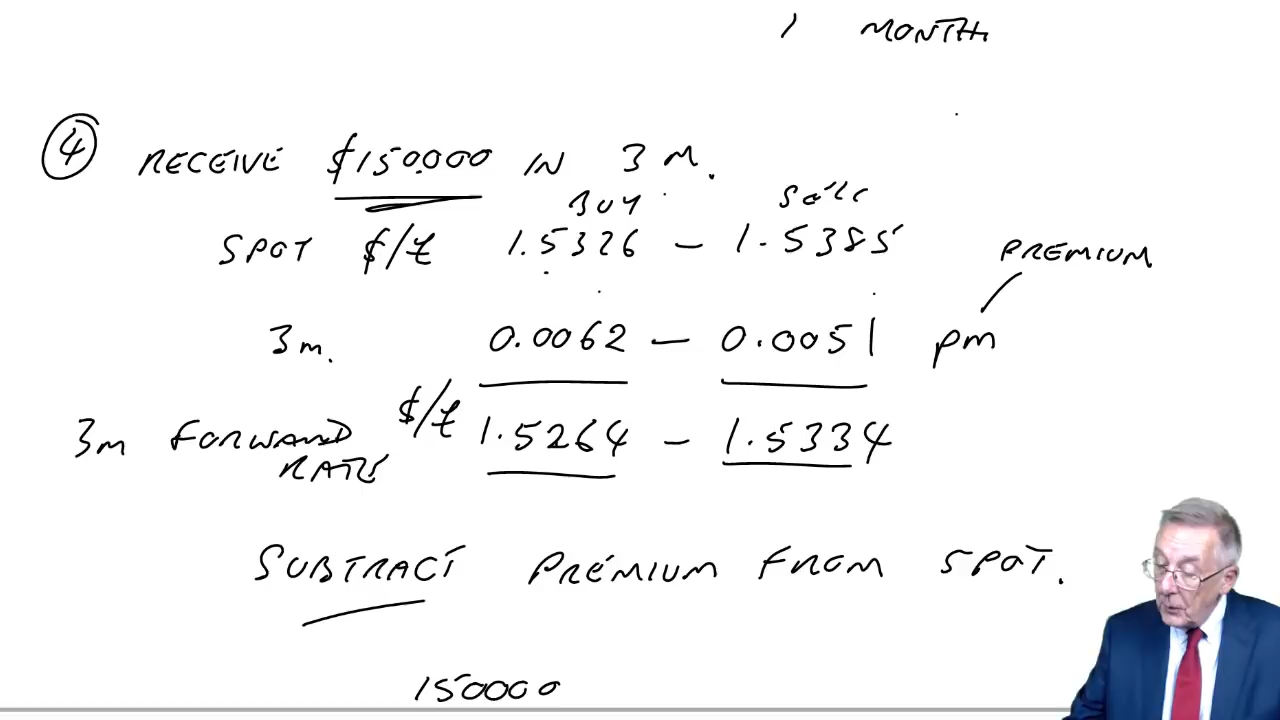 1 MONTH.
④ RECEIVE $150000 IN 3 M.
BUY SELL
SPOT $/£ 1.5326 – 1.5385
PREMIUM
3m. 0.0062 – 0.0051 pm
3m FORWARD RATE $/£ 1.5264 – 1.5334
SUBTRACT PREMIUM FROM SPOT.
150000